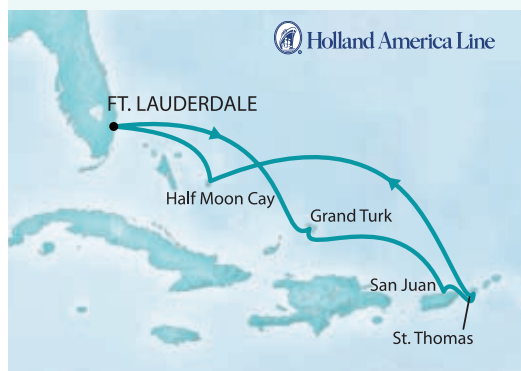 Holland America Line
FT. LAUDERDALE
Half Moon Cay
Grand Turk
San Juan
St. Thomas